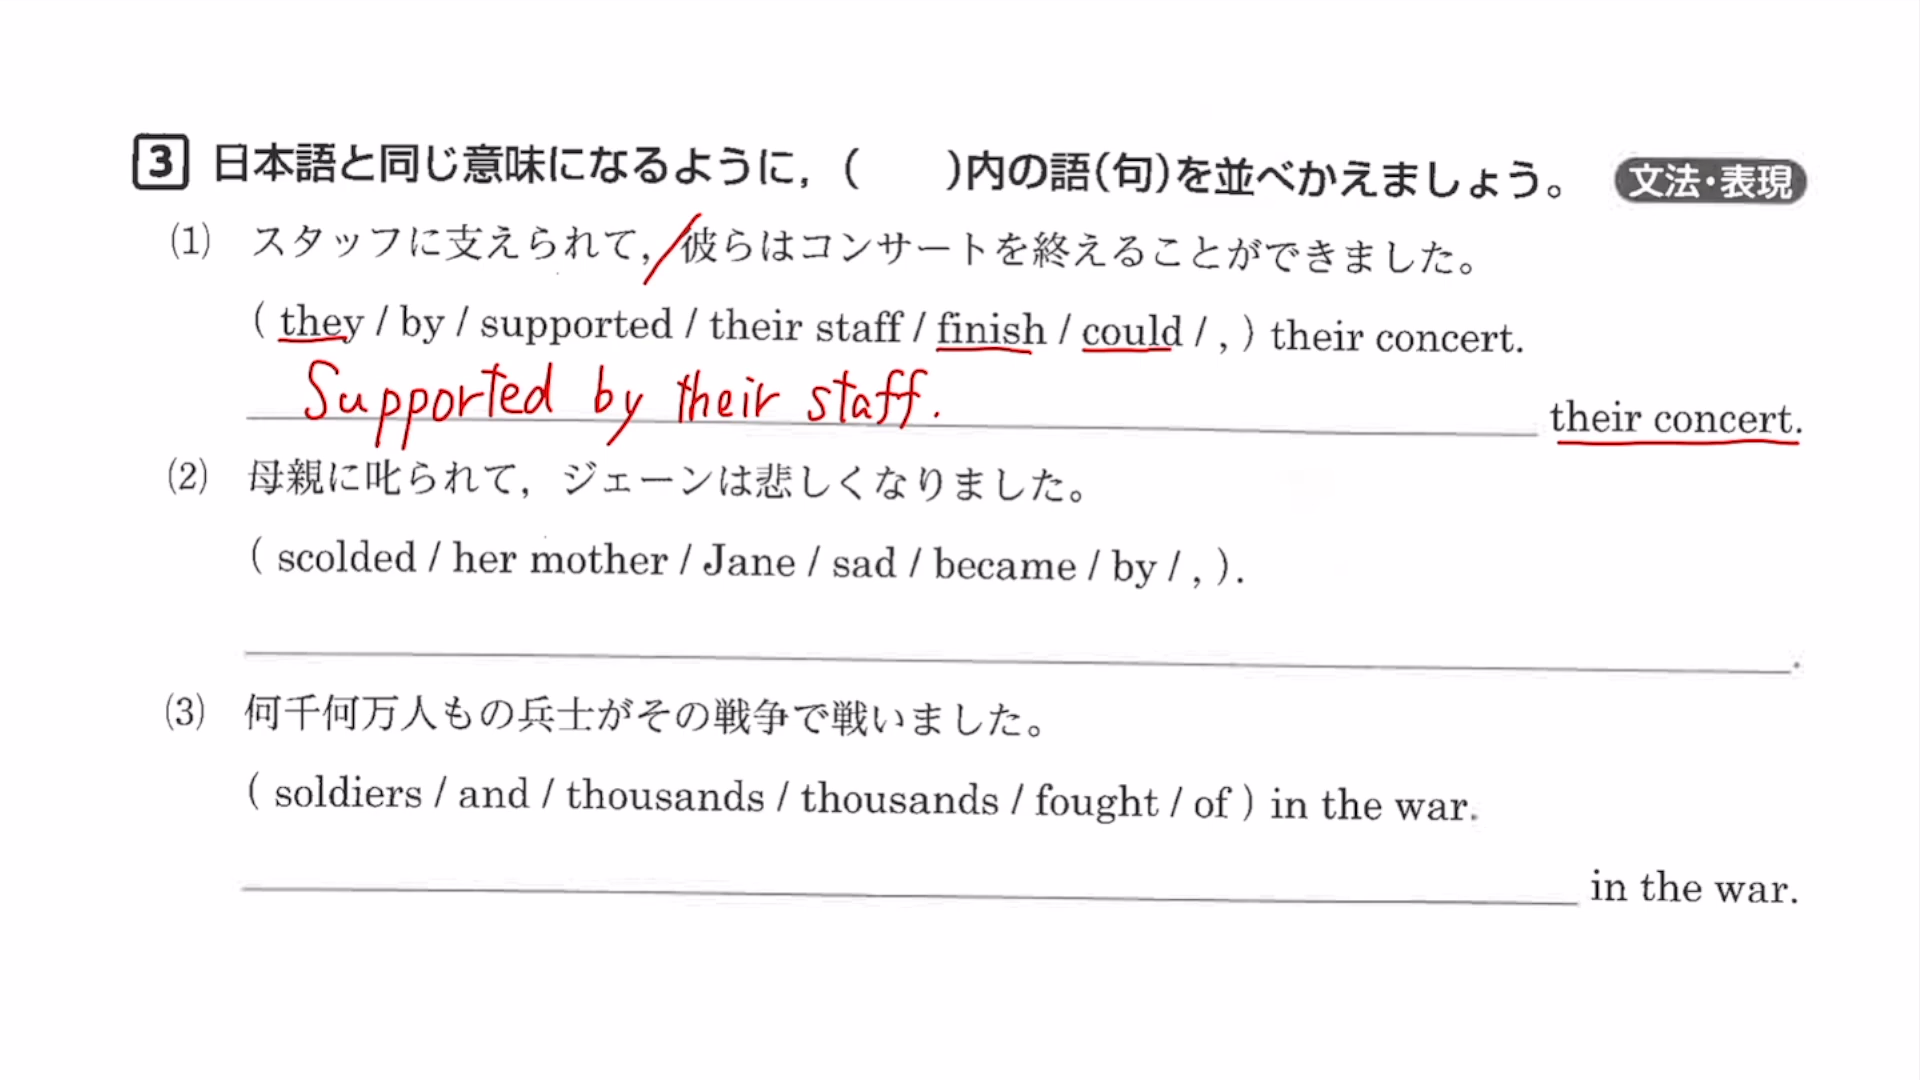 3 日本語と同じ意味になるように，(　　)内の語(句)を並べかえましょう。 文法・表現
(1) スタッフに支えられて，彼らはコンサートを終えることができました。
( they / by / supported / their staff / finish / could / , ) their concert.
Supported by their staff. their concert.
(2) 母親に叱られて，ジェーンは悲しくなりました。
( scolded / her mother / Jane / sad / became / by / , ).
.
(3) 何千何万人もの兵士がその戦争で戦いました。
( soldiers / and / thousands / thousands / fought / of ) in the war.
in the war.